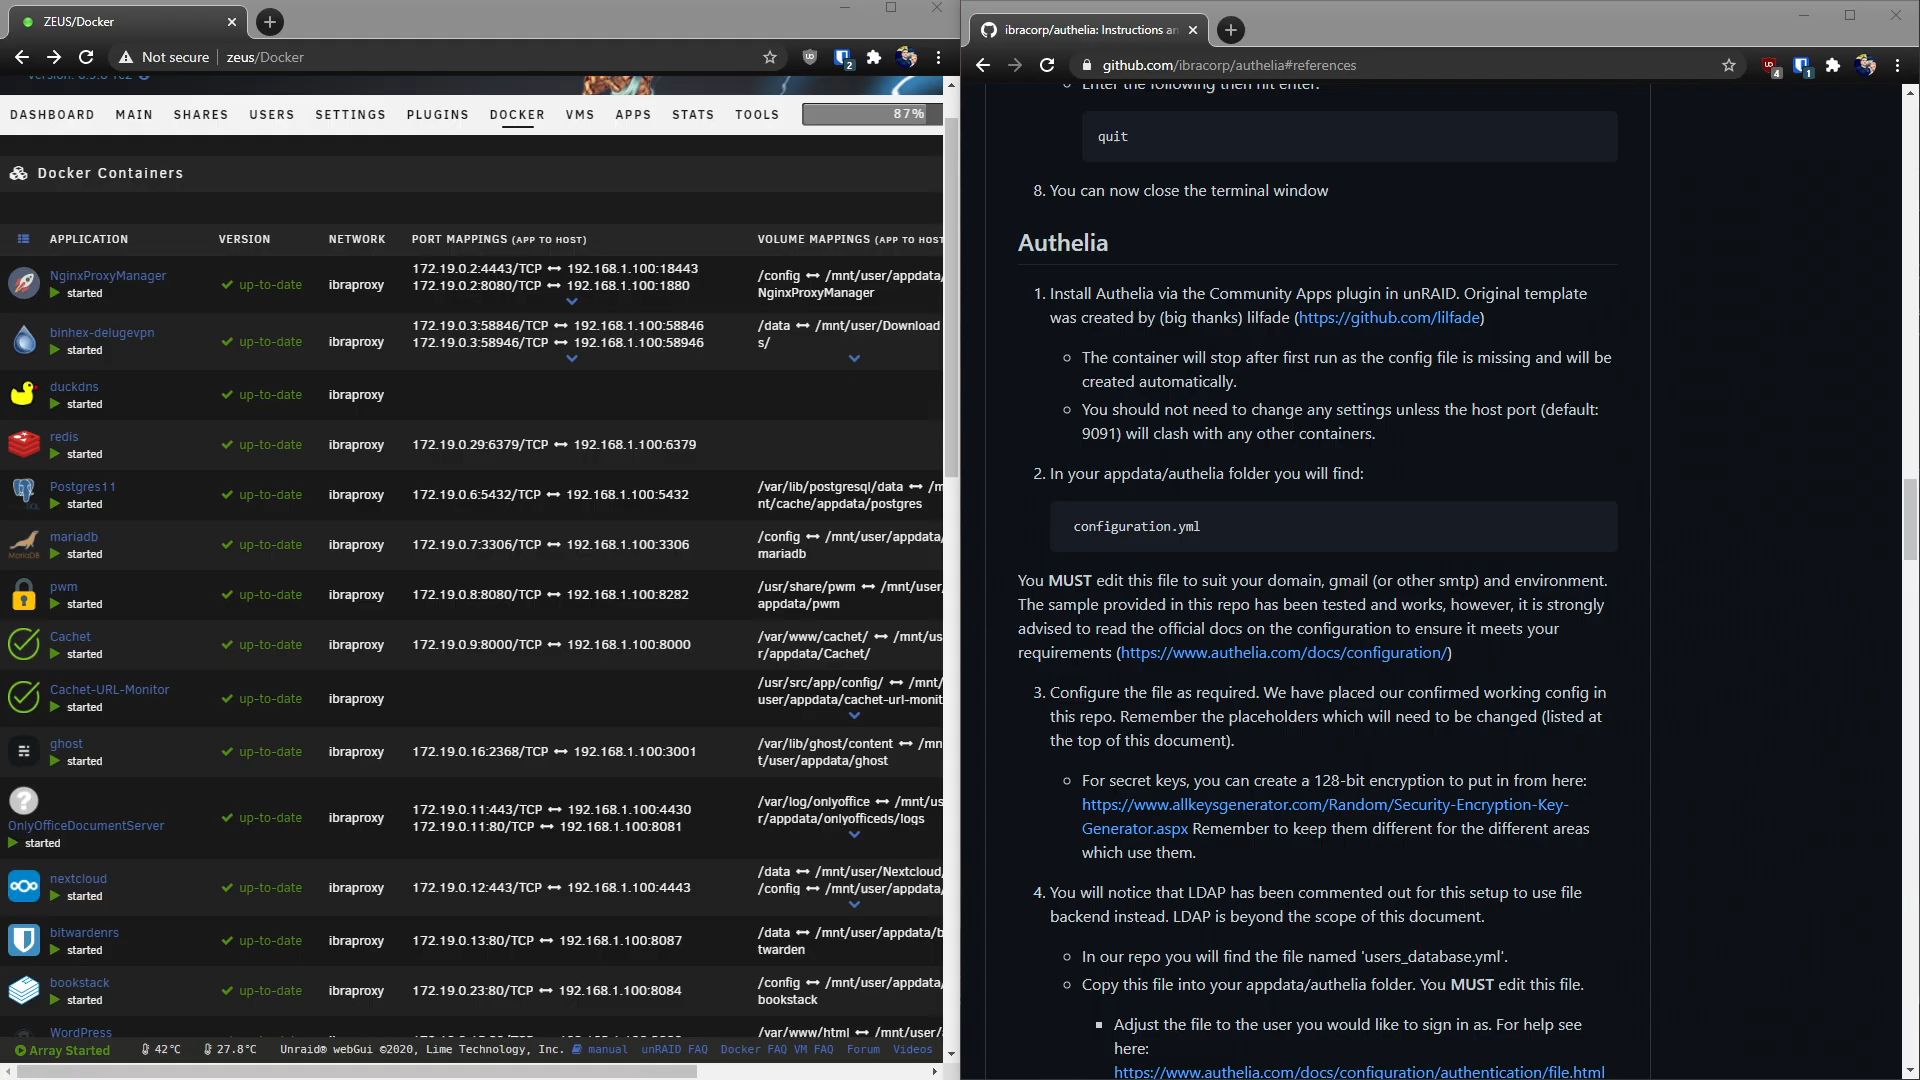 ZEUS/Docker
Not secure
zeus/Docker
2
DASHBOARD MAIN SHARES USERS SETTINGS PLUGINS DOCKER VMS APPS STATS TOOLS 87%
Docker Containers
APPLICATION VERSION NETWORK PORT MAPPINGS (APP TO HOST) VOLUME MAPPINGS (APP TO HOST
NginxProxyManager
started
up-to-date
ibraproxy
172.19.0.2:4443/TCP ↔ 192.168.1.100:18443
172.19.0.2:8080/TCP ↔ 192.168.1.100:1880
/config ↔ /mnt/user/appdata/
NginxProxyManager
binhex-delugevpn
started
up-to-date
ibraproxy
172.19.0.3:58846/TCP ↔ 192.168.1.100:58846
172.19.0.3:58946/TCP ↔ 192.168.1.100:58946
/data ↔ /mnt/user/Download
s/
duckdns
started
up-to-date
ibraproxy
redis
started
up-to-date
ibraproxy
172.19.0.29:6379/TCP ↔ 192.168.1.100:6379
Postgres11
started
up-to-date
ibraproxy
172.19.0.6:5432/TCP ↔ 192.168.1.100:5432
/var/lib/postgresql/data ↔ /m
nt/cache/appdata/postgres
mariadb
started
up-to-date
ibraproxy
172.19.0.7:3306/TCP ↔ 192.168.1.100:3306
/config ↔ /mnt/user/appdata/
mariadb
pwm
started
up-to-date
ibraproxy
172.19.0.8:8080/TCP ↔ 192.168.1.100:8282
/usr/share/pwm ↔ /mnt/user/
appdata/pwm
Cachet
started
up-to-date
ibraproxy
172.19.0.9:8000/TCP ↔ 192.168.1.100:8000
/var/www/cachet/ ↔ /mnt/us
r/appdata/Cachet/
Cachet-URL-Monitor
started
up-to-date
ibraproxy
/usr/src/app/config/ ↔ /mnt/
user/appdata/cachet-url-monit
ghost
started
up-to-date
ibraproxy
172.19.0.16:2368/TCP ↔ 192.168.1.100:3001
/var/lib/ghost/content ↔ /mn
t/user/appdata/ghost
OnlyOfficeDocumentServer
started
up-to-date
ibraproxy
172.19.0.11:443/TCP ↔ 192.168.1.100:4430
172.19.0.11:80/TCP ↔ 192.168.1.100:8081
/var/log/onlyoffice ↔ /mnt/us
r/appdata/onlyofficeds/logs
nextcloud
started
up-to-date
ibraproxy
172.19.0.12:443/TCP ↔ 192.168.1.100:4443
/data ↔ /mnt/user/Nextcloud/
/config ↔ /mnt/user/appdata/
bitwardenrs
started
up-to-date
ibraproxy
172.19.0.13:80/TCP ↔ 192.168.1.100:8087
/data ↔ /mnt/user/appdata/b
twarden
bookstack
started
up-to-date
ibraproxy
172.19.0.23:80/TCP ↔ 192.168.1.100:8084
/config ↔ /mnt/user/appdata/
bookstack
WordPress
/var/www/html ↔ /mnt/user/
Array Started 42℃ 27.8℃ Unraid® webGui ©2020, Lime Technology, Inc. manual unRAID FAQ Docker FAQ VM FAQ Forum Videos
ibracorp/authelia: Instructions an
github.com/ibracorp/authelia#references
4
1
Enter the following then hit enter:
quit
8. You can now close the terminal window
Authelia
1. Install Authelia via the Community Apps plugin in unRAID. Original template
was created by (big thanks) lilfade (https://github.com/lilfade)
The container will stop after first run as the config file is missing and will be
created automatically.
You should not need to change any settings unless the host port (default:
9091) will clash with any other containers.
2. In your appdata/authelia folder you will find:
configuration.yml
You MUST edit this file to suit your domain, gmail (or other smtp) and environment.
The sample provided in this repo has been tested and works, however, it is strongly
advised to read the official docs on the configuration to ensure it meets your
requirements (https://www.authelia.com/docs/configuration/)
3. Configure the file as required. We have placed our confirmed working config in
this repo. Remember the placeholders which will need to be changed (listed at
the top of this document).
For secret keys, you can create a 128-bit encryption to put in from here:
https://www.allkeysgenerator.com/Random/Security-Encryption-Key-
Generator.aspx Remember to keep them different for the different areas
which use them.
4. You will notice that LDAP has been commented out for this setup to use file
backend instead. LDAP is beyond the scope of this document.
In our repo you will find the file named 'users_database.yml'.
Copy this file into your appdata/authelia folder. You MUST edit this file.
Adjust the file to the user you would like to sign in as. For help see
here:
https://www.authelia.com/docs/configuration/authentication/file.html